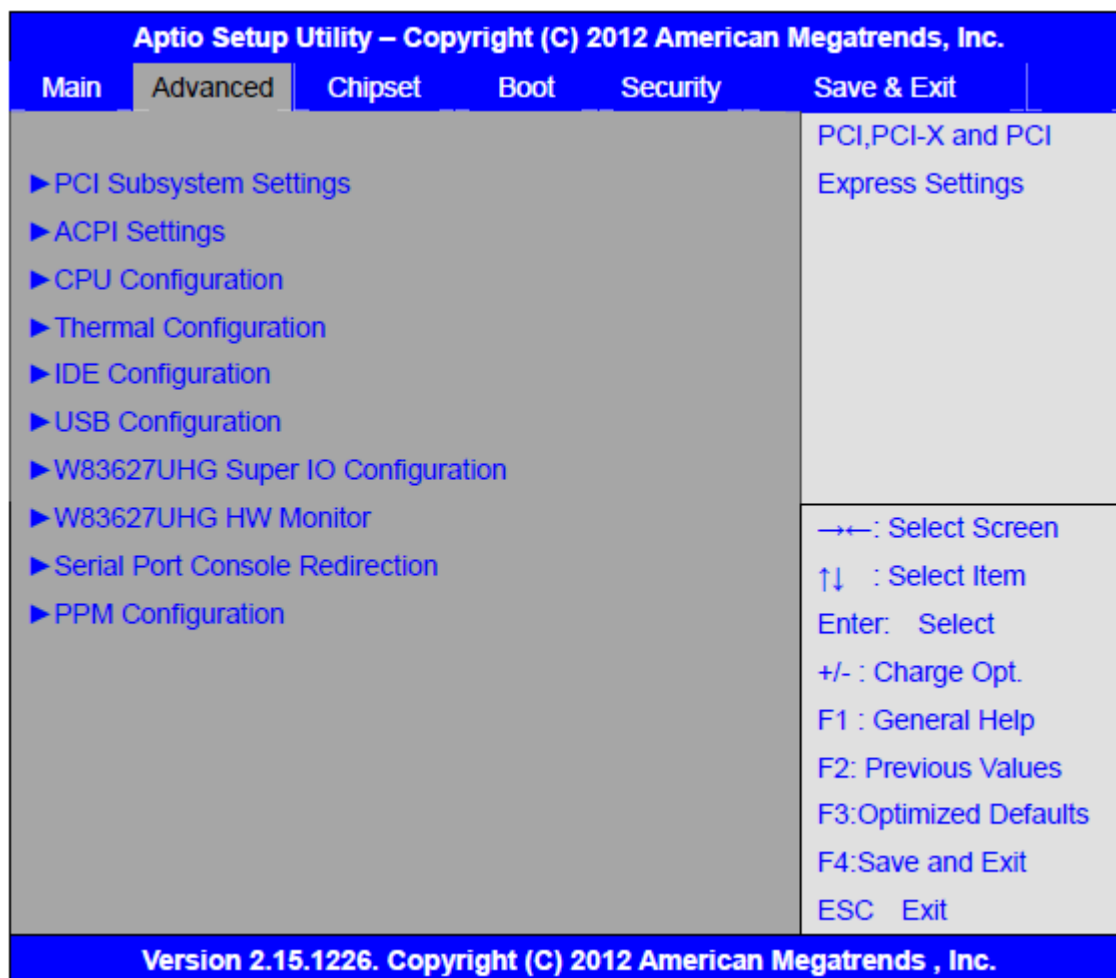 Aptio Setup Utility – Copyright (C) 2012 American Megatrends, Inc.
Main Advanced Chipset Boot Security Save & Exit
►PCI Subsystem Settings
►ACPI Settings
►CPU Configuration
►Thermal Configuration
►IDE Configuration
►USB Configuration
►W83627UHG Super IO Configuration
►W83627UHG HW Monitor
►Serial Port Console Redirection
►PPM Configuration
PCI,PCI-X and PCI
Express Settings
→←: Select Screen
↑↓ : Select Item
Enter: Select
+/- : Charge Opt.
F1 : General Help
F2: Previous Values
F3:Optimized Defaults
F4:Save and Exit
ESC Exit
Version 2.15.1226. Copyright (C) 2012 American Megatrends , Inc.